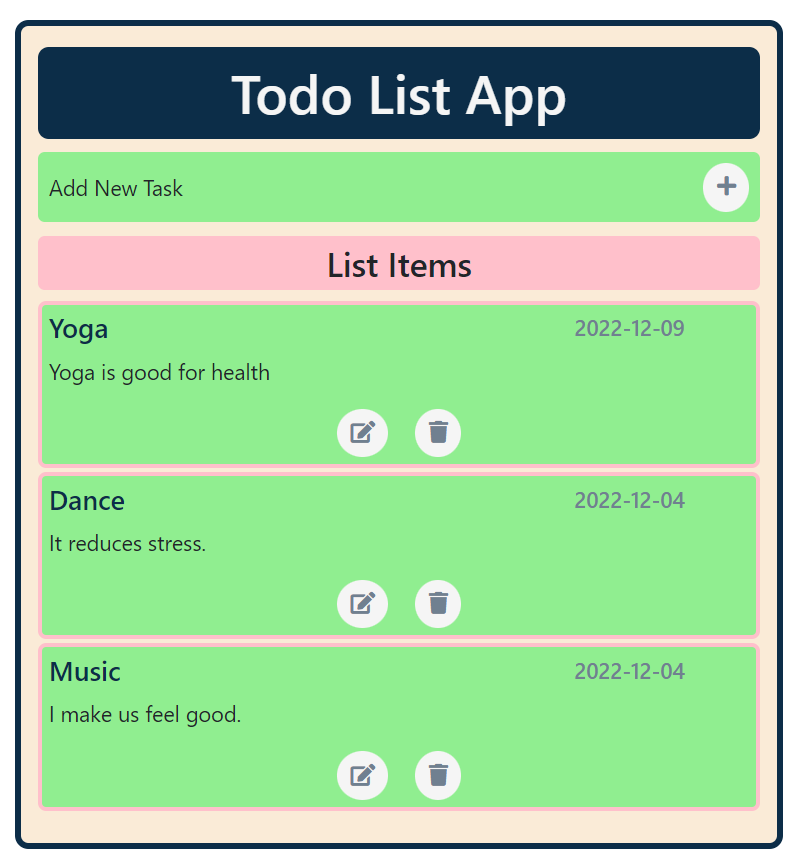 Todo List App
Add New Task
List Items
Yoga 2022-12-09
Yoga is good for health
Dance 2022-12-04
It reduces stress.
Music 2022-12-04
I make us feel good.